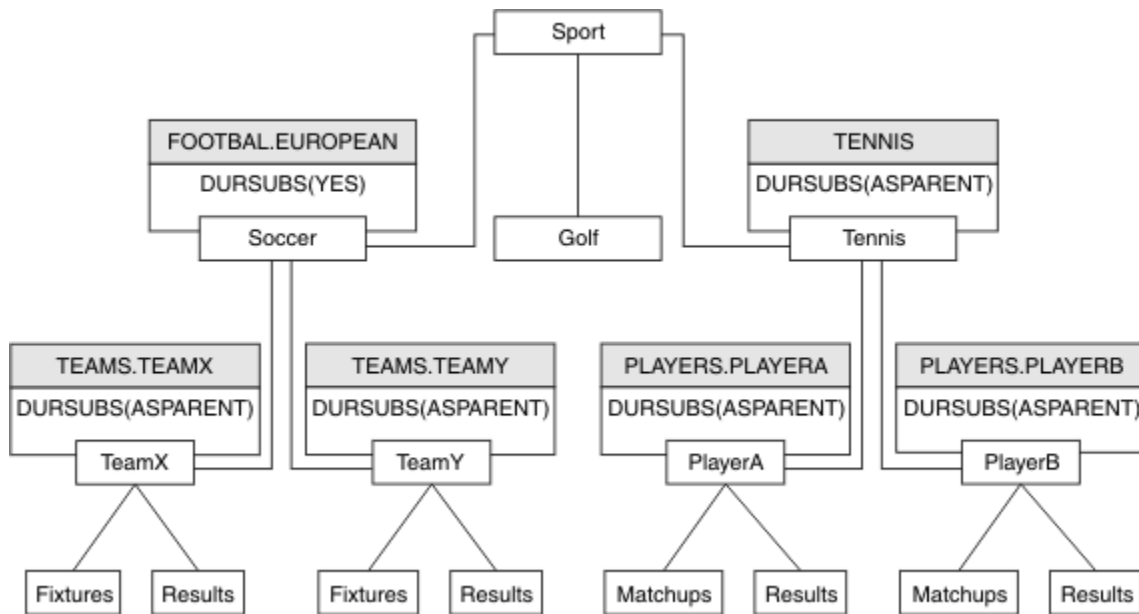 Sport
FOOTBAL.EUROPEAN
TENNIS
DURSUBS(YES)
DURSUBS(ASPARENT)
Soccer
Golf
Tennis
TEAMS.TEAMX
TEAMS.TEAMY
PLAYERS.PLAYERA
PLAYERS.PLAYERB
DURSUBS(ASPARENT)
DURSUBS(ASPARENT)
DURSUBS(ASPARENT)
DURSUBS(ASPARENT)
TeamX
TeamY
PlayerA
PlayerB
Fixtures
Results
Fixtures
Results
Matchups
Results
Matchups
Results